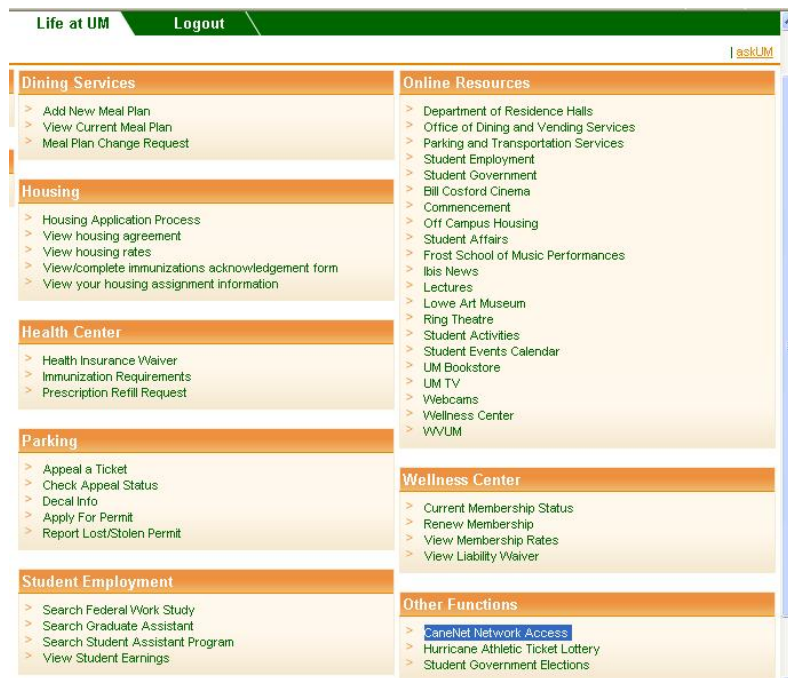 Life at UM
Logout
| askUM
Dining Services
> Add New Meal Plan
> View Current Meal Plan
> Meal Plan Change Request
Housing
> Housing Application Process
> View housing agreement
> View housing rates
> View/complete immunizations acknowledgement form
> View your housing assignment information
Health Center
> Health Insurance Waiver
> Immunization Requirements
> Prescription Refill Request
Parking
> Appeal a Ticket
> Check Appeal Status
> Decal Info
> Apply For Permit
> Report Lost/Stolen Permit
Student Employment
> Search Federal Work Study
> Search Graduate Assistant
> Search Student Assistant Program
> View Student Earnings
Online Resources
> Department of Residence Halls
> Office of Dining and Vending Services
> Parking and Transportation Services
> Student Employment
> Student Government
> Bill Cosford Cinema
> Commencement
> Off Campus Housing
> Student Affairs
> Frost School of Music Performances
> Ibis News
> Lectures
> Lowe Art Museum
> Ring Theatre
> Student Activities
> Student Events Calendar
> UM Bookstore
> UM TV
> Webcams
> Wellness Center
> WVUM
Wellness Center
> Current Membership Status
> Renew Membership
> View Membership Rates
> View Liability Waiver
Other Functions
> CaneNet Network Access
> Hurricane Athletic Ticket Lottery
> Student Government Elections